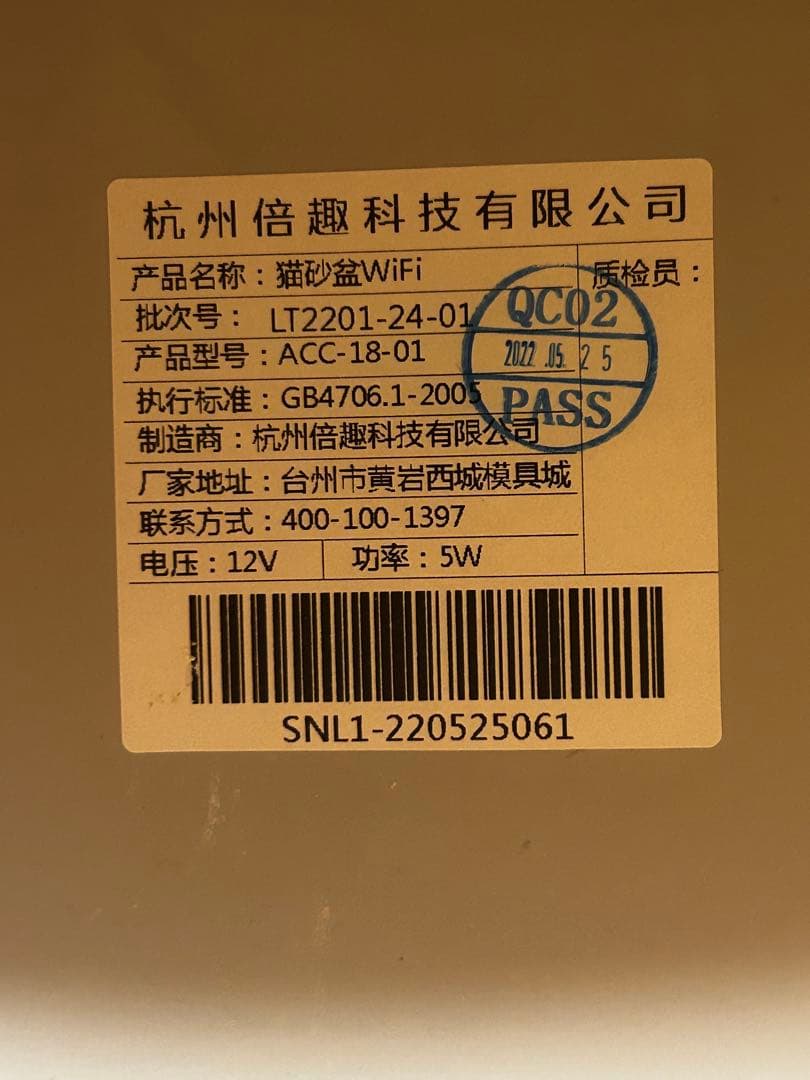 杭州倍趣科技有限公司
产品名称：猫砂盆WiFi
质检员：
批次号： LT2201-24-01
QC02
2022 .05. 25
PASS
产品型号：ACC-18-01
执行标准：GB4706.1-2005
制造商：杭州倍趣科技有限公司
厂家地址：台州市黄岩西城模具城
联系方式：400-100-1397
电压：12V 功率：5W
SNL1-220525061